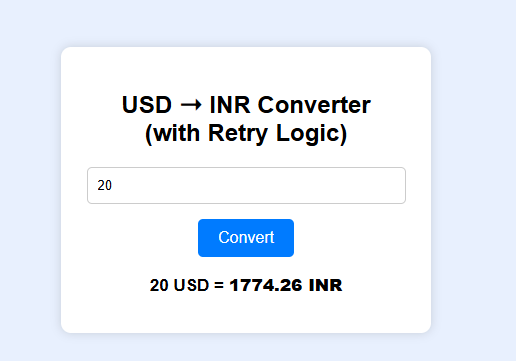 USD → INR Converter
(with Retry Logic)
20
Convert
20 USD = 1774.26 INR